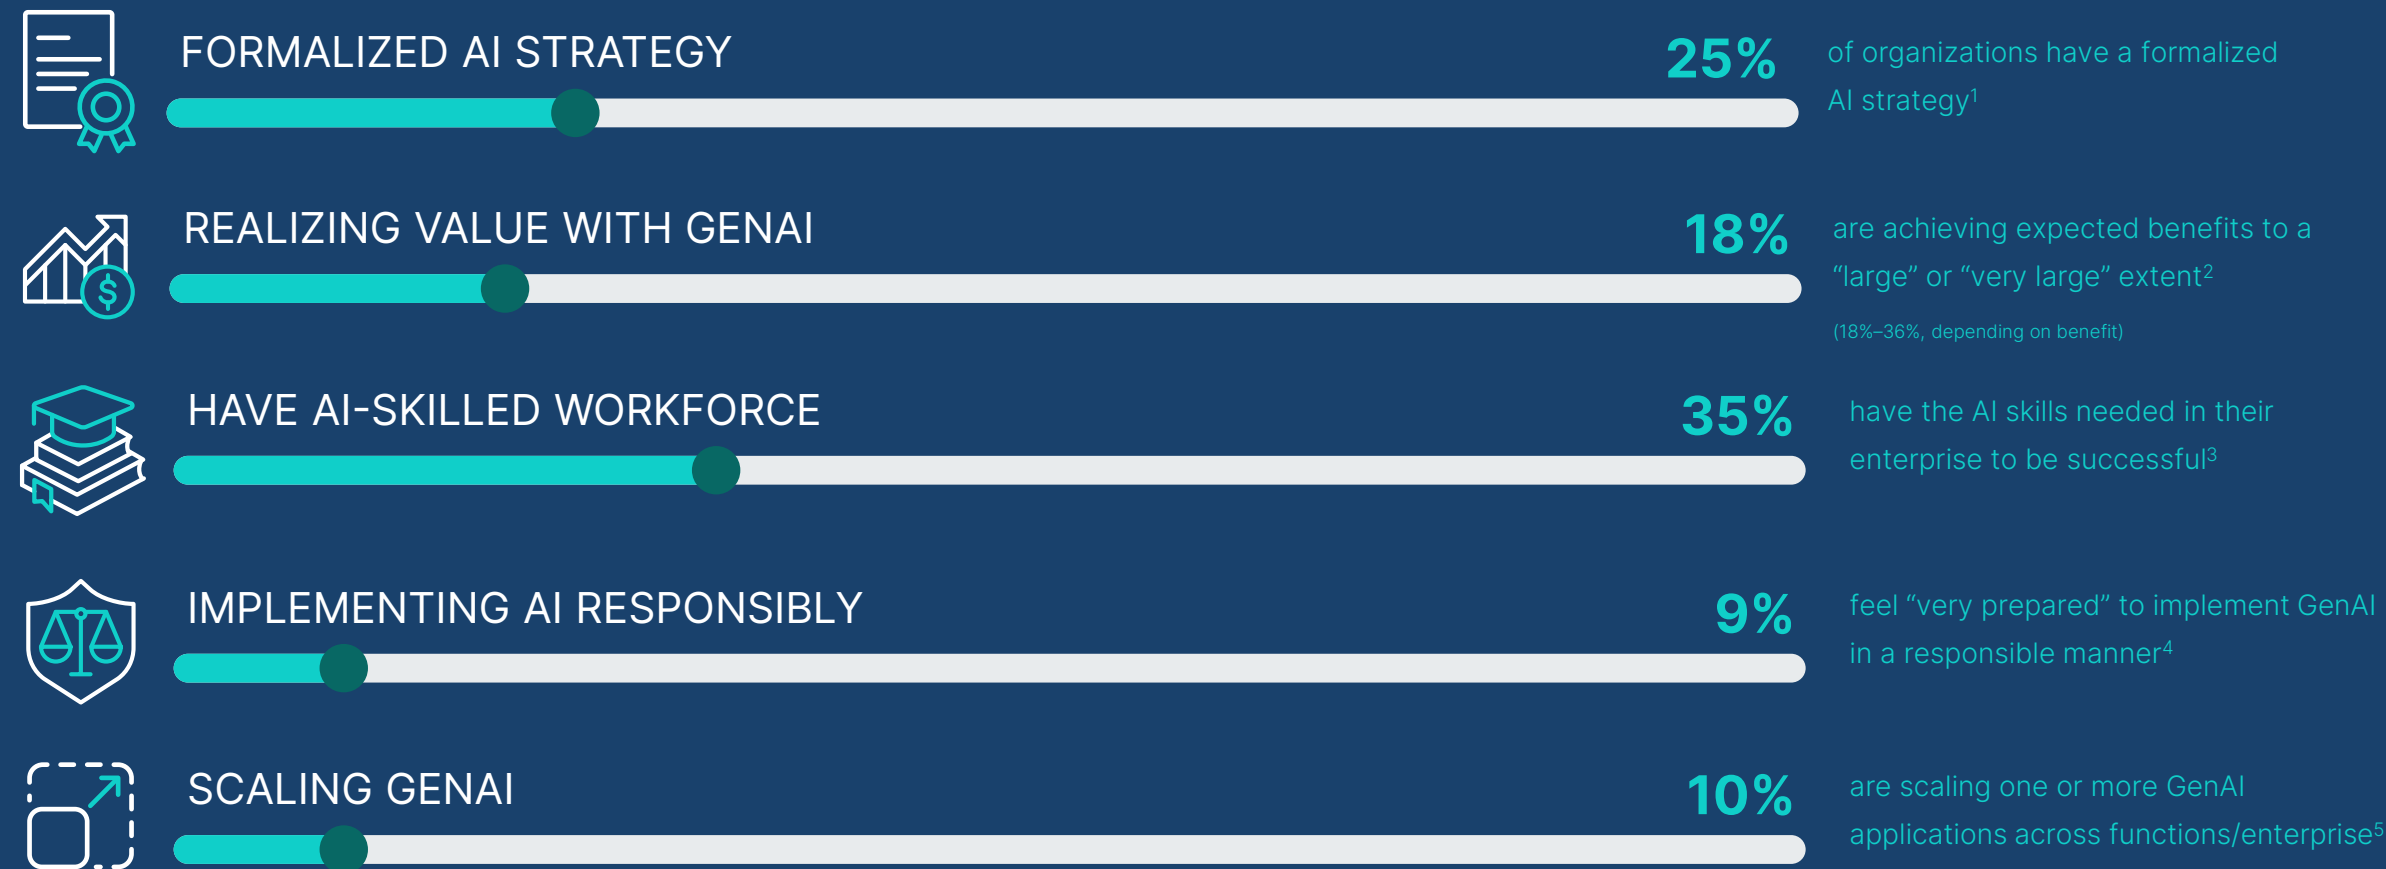 FORMALIZED AI STRATEGY
25%
of organizations have a formalized
AI strategy¹
REALIZING VALUE WITH GENAI
18%
are achieving expected benefits to a
“large” or “very large” extent²
(18%–36%, depending on benefit)
HAVE AI-SKILLED WORKFORCE
35%
have the AI skills needed in their
enterprise to be successful³
IMPLEMENTING AI RESPONSIBLY
9%
feel “very prepared” to implement GenAI
in a responsible manner⁴
SCALING GENAI
10%
are scaling one or more GenAI
applications across functions/enterprise⁵
$